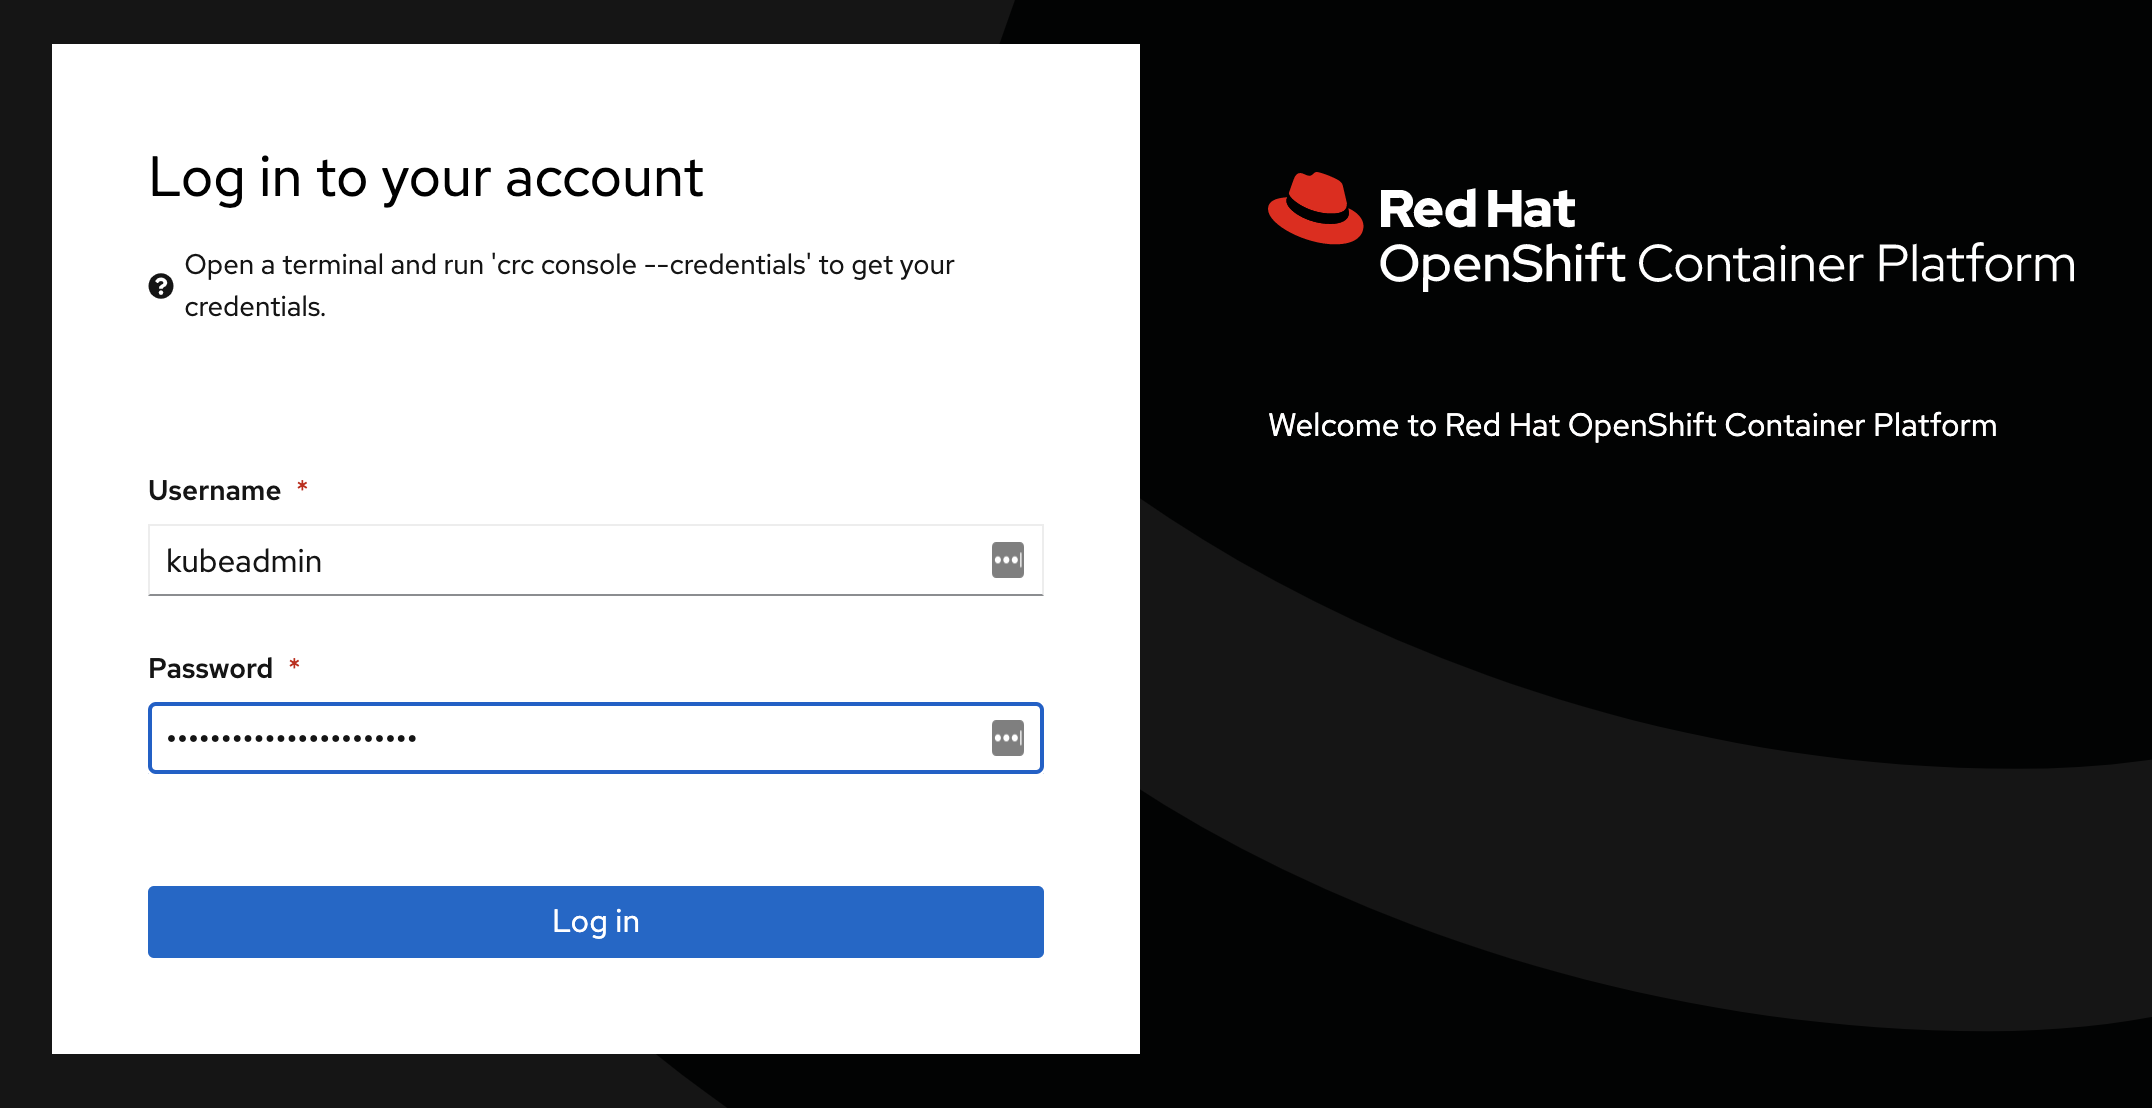 Log in to your account
Open a terminal and run 'crc console --credentials' to get your
credentials.
Username *
kubeadmin
Password *
•••••••••••••••••••••••
Log in
Red Hat
OpenShift Container Platform
Welcome to Red Hat OpenShift Container Platform